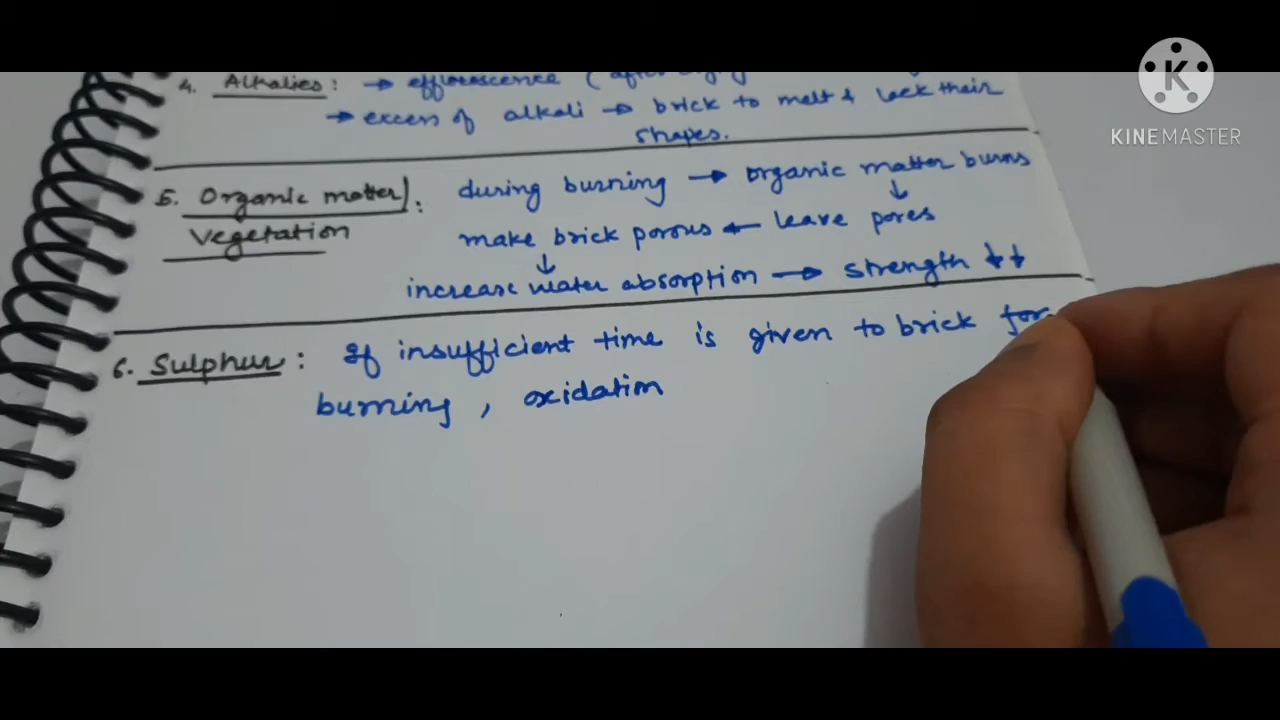 4. Alkalies : → efflorescence (after
→ excess of alkali → brick to melt & lack their
shapes.
5. Organic matter / : during burning → organic matter burns
↓
Vegetation make brick porous ← leave pores
↓
increase water absorption → strength ↓↓
6. Sulphur : If insufficient time is given to brick for
burning , oxidation
KINEMASTER